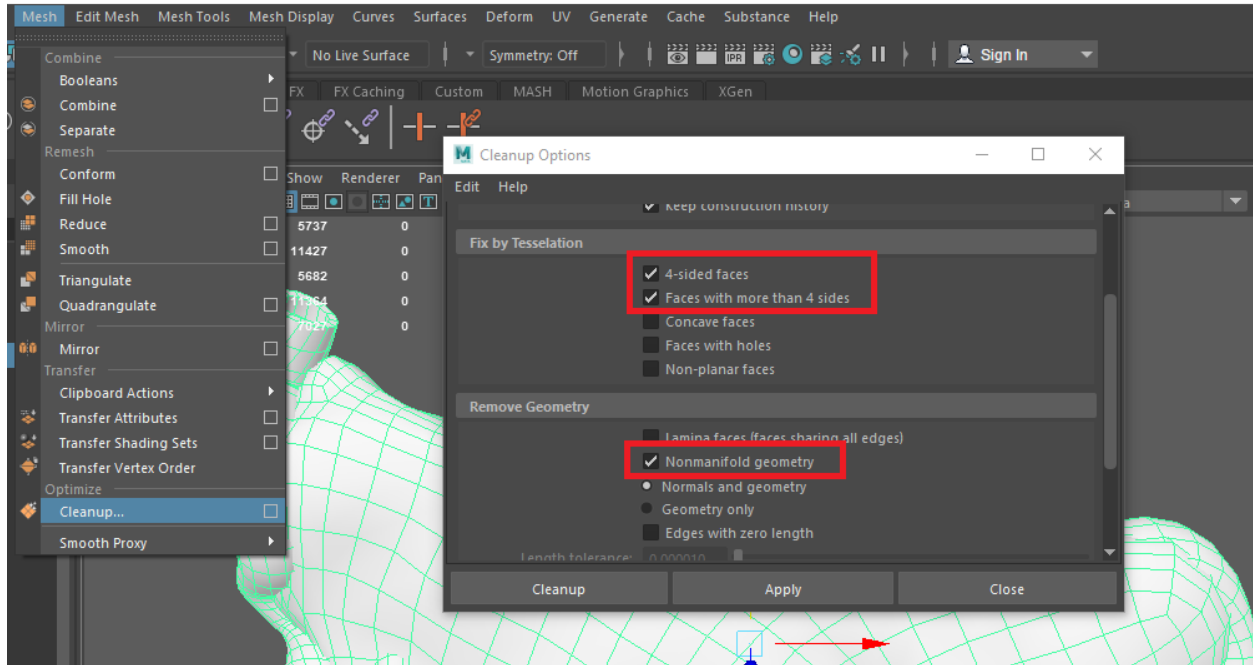 Mesh Edit Mesh Mesh Tools Mesh Display Curves Surfaces Deform UV Generate Cache Substance Help
No Live Surface Symmetry: Off IPR Sign In
FX FX Caching Custom MASH Motion Graphics XGen
Combine
Booleans
Combine
Separate
Remesh
Conform
Fill Hole
Reduce
Smooth
Triangulate
Quadrangulate
Mirror
Mirror
Transfer
Clipboard Actions
Transfer Attributes
Transfer Shading Sets
Transfer Vertex Order
Optimize
Cleanup...
Smooth Proxy
Show Renderer Pan
5737 0
11427 0
5682 0
11364 0
7027 0
M Cleanup Options
Edit Help
Keep construction history
Fix by Tesselation
4-sided faces
Faces with more than 4 sides
Concave faces
Faces with holes
Non-planar faces
Remove Geometry
Lamina faces (faces sharing all edges)
Nonmanifold geometry
Normals and geometry
Geometry only
Edges with zero length
Length tolerance: 0.000010
Cleanup Apply Close